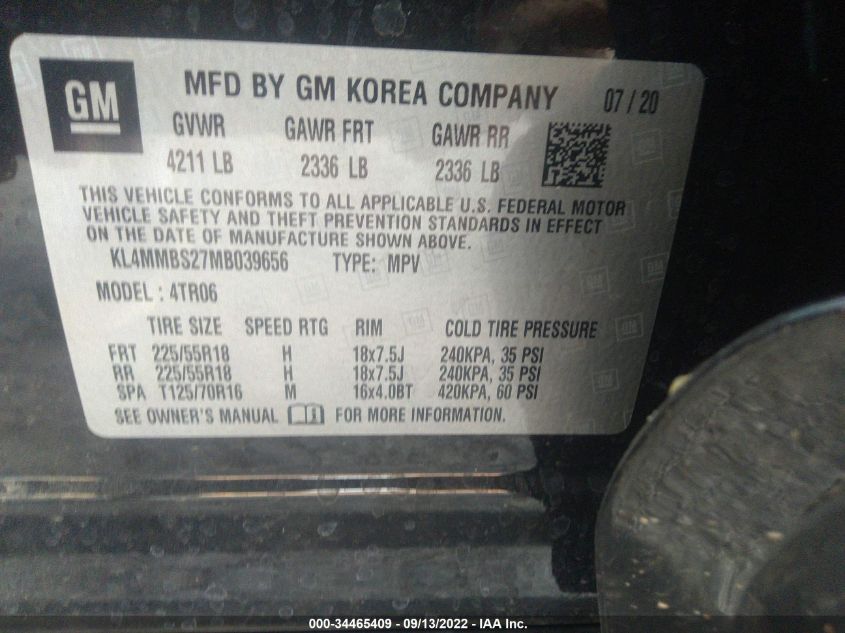 GM
MFD BY GM KOREA COMPANY 07 / 20
GVWR GAWR FRT GAWR RR
4211 LB 2336 LB 2336 LB
THIS VEHICLE CONFORMS TO ALL APPLICABLE U.S. FEDERAL MOTOR
VEHICLE SAFETY AND THEFT PREVENTION STANDARDS IN EFFECT
ON THE DATE OF MANUFACTURE SHOWN ABOVE.
KL4MMBS27MB039656 TYPE: MPV
MODEL : 4TR06
TIRE SIZE SPEED RTG RIM COLD TIRE PRESSURE
FRT 225/55R18 H 18x7.5J 240KPA, 35 PSI
RR 225/55R18 H 18x7.5J 240KPA, 35 PSI
SPA T125/70R16 M 16x4.0BT 420KPA, 60 PSI
SEE OWNER'S MANUAL FOR MORE INFORMATION.
000-34465409 - 09/13/2022 - IAA Inc.